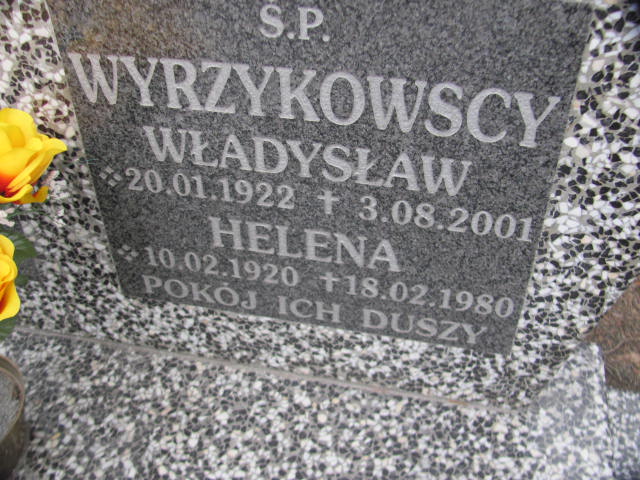 Ś.P.
WYRZYKOWSCY
WŁADYSŁAW
20.01.1922 † 3.08.2001
HELENA
10.02.1920 † 18.02.1980
POKÓJ ICH DUSZY